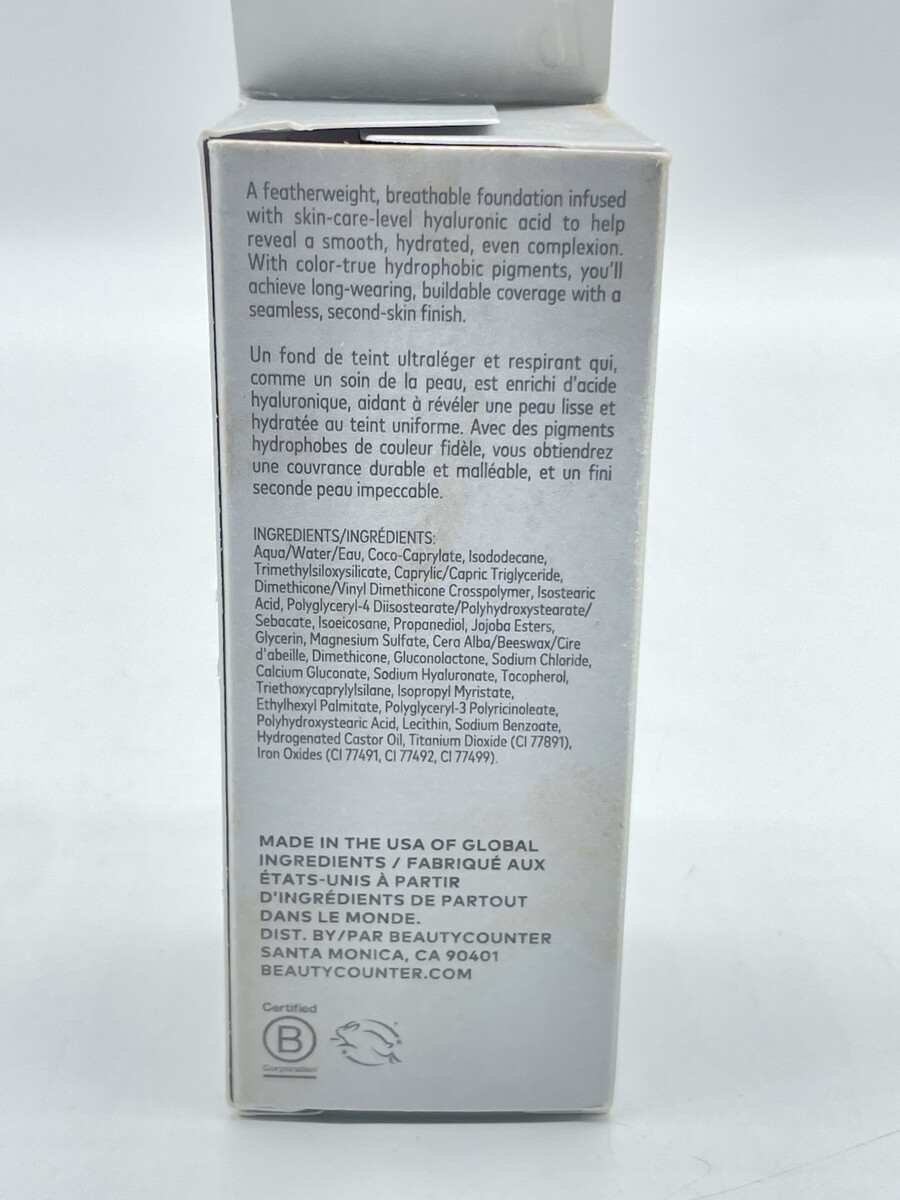 A featherweight, breathable foundation infused
with skin-care-level hyaluronic acid to help
reveal a smooth, hydrated, even complexion.
With color-true hydrophobic pigments, you'll
achieve long-wearing, buildable coverage with a
seamless, second-skin finish.
Un fond de teint ultraléger et respirant qui,
comme un soin de la peau, est enrichi d'acide
hyaluronique, aidant à révéler une peau lisse et
hydratée au teint uniforme. Avec des pigments
hydrophobes de couleur fidèle, vous obtiendrez
une couvrance durable et malléable, et un fini
seconde peau impeccable.
INGREDIENTS/INGRÉDIENTS:
Aqua/Water/Eau, Coco-Caprylate, Isododecane,
Trimethylsiloxysilicate, Caprylic/Capric Triglyceride,
Dimethicone/Vinyl Dimethicone Crosspolymer, Isostearic
Acid, Polyglyceryl-4 Diisostearate/Polyhydroxystearate/
Sebacate, Isoeicosane, Propanediol, Jojoba Esters,
Glycerin, Magnesium Sulfate, Cera Alba/Beeswax/Cire
d'abeille, Dimethicone, Gluconolactone, Sodium Chloride,
Calcium Gluconate, Sodium Hyaluronate, Tocopherol,
Triethoxycaprylylsilane, Isopropyl Myristate,
Ethylhexyl Palmitate, Polyglyceryl-3 Polyricinoleate,
Polyhydroxystearic Acid, Lecithin, Sodium Benzoate,
Hydrogenated Castor Oil, Titanium Dioxide (CI 77891),
Iron Oxides (CI 77491, CI 77492, CI 77499).
MADE IN THE USA OF GLOBAL
INGREDIENTS / FABRIQUÉ AUX
ÉTATS-UNIS À PARTIR
D'INGRÉDIENTS DE PARTOUT
DANS LE MONDE.
DIST. BY/PAR BEAUTYCOUNTER
SANTA MONICA, CA 90401
BEAUTYCOUNTER.COM
Certified
B
Corporation